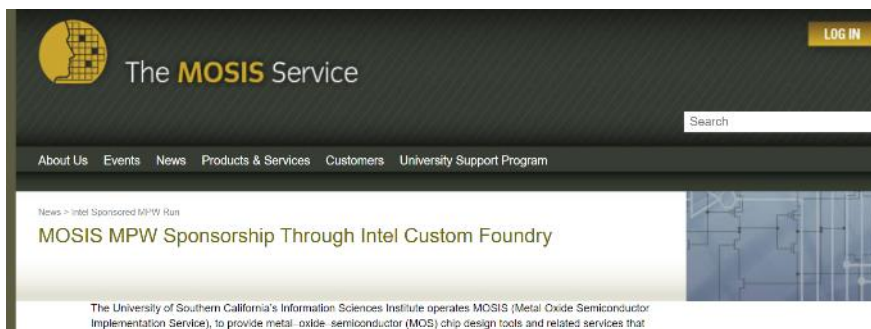 LOG IN
The MOSIS Service
Search
About Us Events News Products & Services Customers University Support Program
News > Intel Sponsored MPW Run
MOSIS MPW Sponsorship Through Intel Custom Foundry
The University of Southern California's Information Sciences Institute operates MOSIS (Metal Oxide Semiconductor
Implementation Service), to provide metal-oxide-semiconductor (MOS) chip design tools and related services that